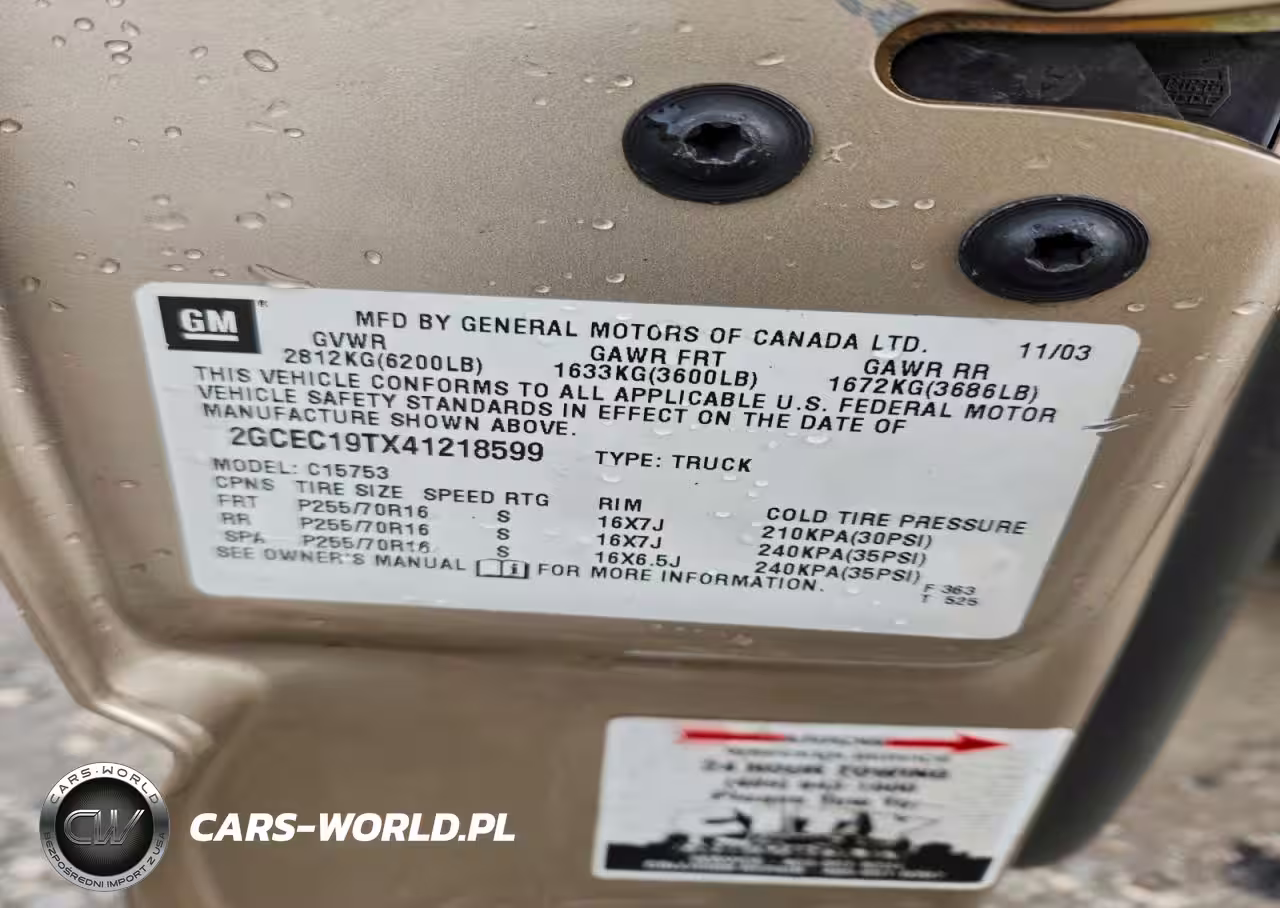 GM
MFD BY GENERAL MOTORS OF CANADA LTD.
11/03
GVWR GAWR FRT GAWR RR
2812KG(6200LB) 1633KG(3600LB) 1672KG(3686LB)
THIS VEHICLE CONFORMS TO ALL APPLICABLE U.S. FEDERAL MOTOR
VEHICLE SAFETY STANDARDS IN EFFECT ON THE DATE OF
MANUFACTURE SHOWN ABOVE.
2GCEC19TX41218599 TYPE: TRUCK
MODEL: C15753
CPNS TIRE SIZE SPEED RTG RIM COLD TIRE PRESSURE
FRT P255/70R16 S 16X7J 210KPA(30PSI)
RR P255/70R16 S 16X7J 240KPA(35PSI)
SPA P255/70R16 S 16X6.5J 240KPA(35PSI)
SEE OWNER'S MANUAL FOR MORE INFORMATION.
F 363
T 525
24 HOUR TOWING
CARS-WORLD
CW
BEZPOŚREDNI IMPORT Z USA
CARS-WORLD.PL